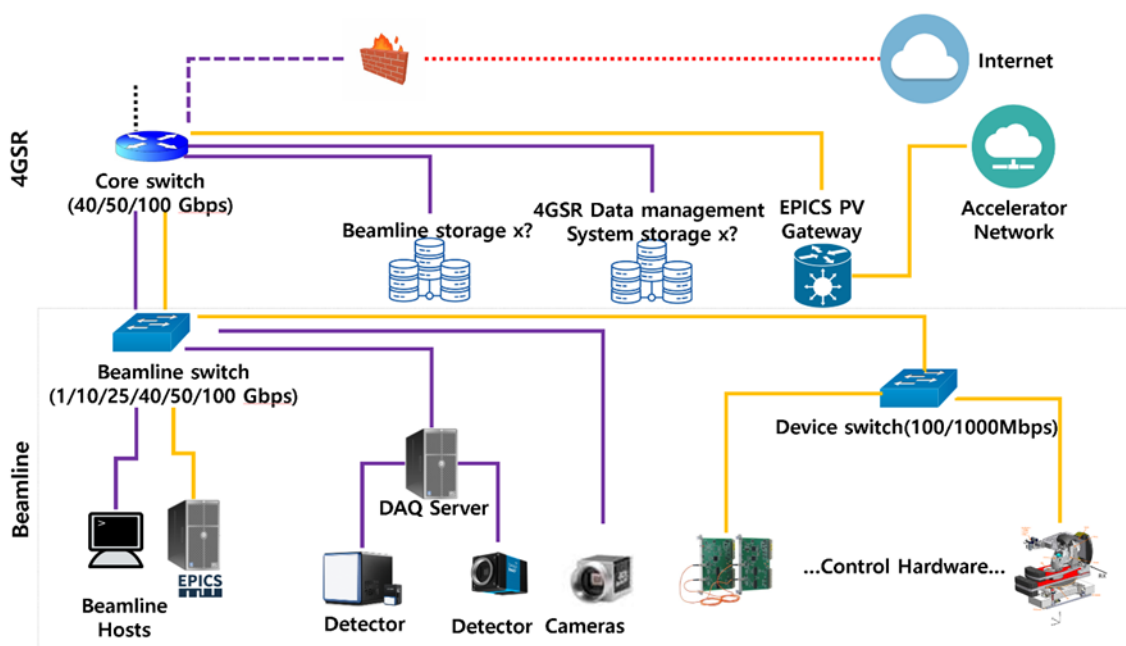 Internet
4GSR
Core switch
(40/50/100 Gbps)
Beamline storage x?
4GSR Data management
System storage x?
EPICS PV
Gateway
Accelerator
Network
Beamline
Beamline switch
(1/10/25/40/50/100 Gbps)
Device switch(100/1000Mbps)
DAQ Server
>
EPICS
...Control Hardware...
Beamline
Hosts
Detector
Detector Cameras